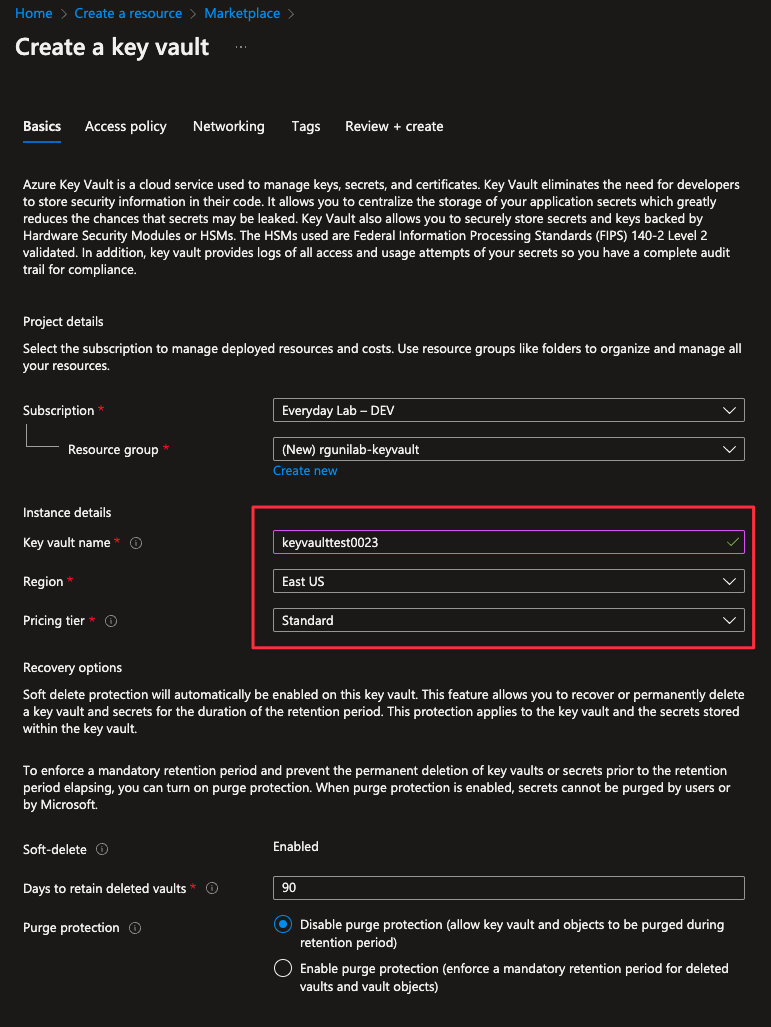 Home > Create a resource > Marketplace >
Create a key vault ...
Basics Access policy Networking Tags Review + create
Azure Key Vault is a cloud service used to manage keys, secrets, and certificates. Key Vault eliminates the need for developers
to store security information in their code. It allows you to centralize the storage of your application secrets which greatly
reduces the chances that secrets may be leaked. Key Vault also allows you to securely store secrets and keys backed by
Hardware Security Modules or HSMs. The HSMs used are Federal Information Processing Standards (FIPS) 140-2 Level 2
validated. In addition, key vault provides logs of all access and usage attempts of your secrets so you have a complete audit
trail for compliance.
Project details
Select the subscription to manage deployed resources and costs. Use resource groups like folders to organize and manage all
your resources.
Subscription * Everyday Lab – DEV
Resource group * (New) rgunilab-keyvault
Create new
Instance details
Key vault name * keyvaulttest0023
Region * East US
Pricing tier * Standard
Recovery options
Soft delete protection will automatically be enabled on this key vault. This feature allows you to recover or permanently delete
a key vault and secrets for the duration of the retention period. This protection applies to the key vault and the secrets stored
within the key vault.
To enforce a mandatory retention period and prevent the permanent deletion of key vaults or secrets prior to the retention
period elapsing, you can turn on purge protection. When purge protection is enabled, secrets cannot be purged by users or
by Microsoft.
Soft-delete Enabled
Days to retain deleted vaults * 90
Purge protection Disable purge protection (allow key vault and objects to be purged during
retention period)
Enable purge protection (enforce a mandatory retention period for deleted
vaults and vault objects)